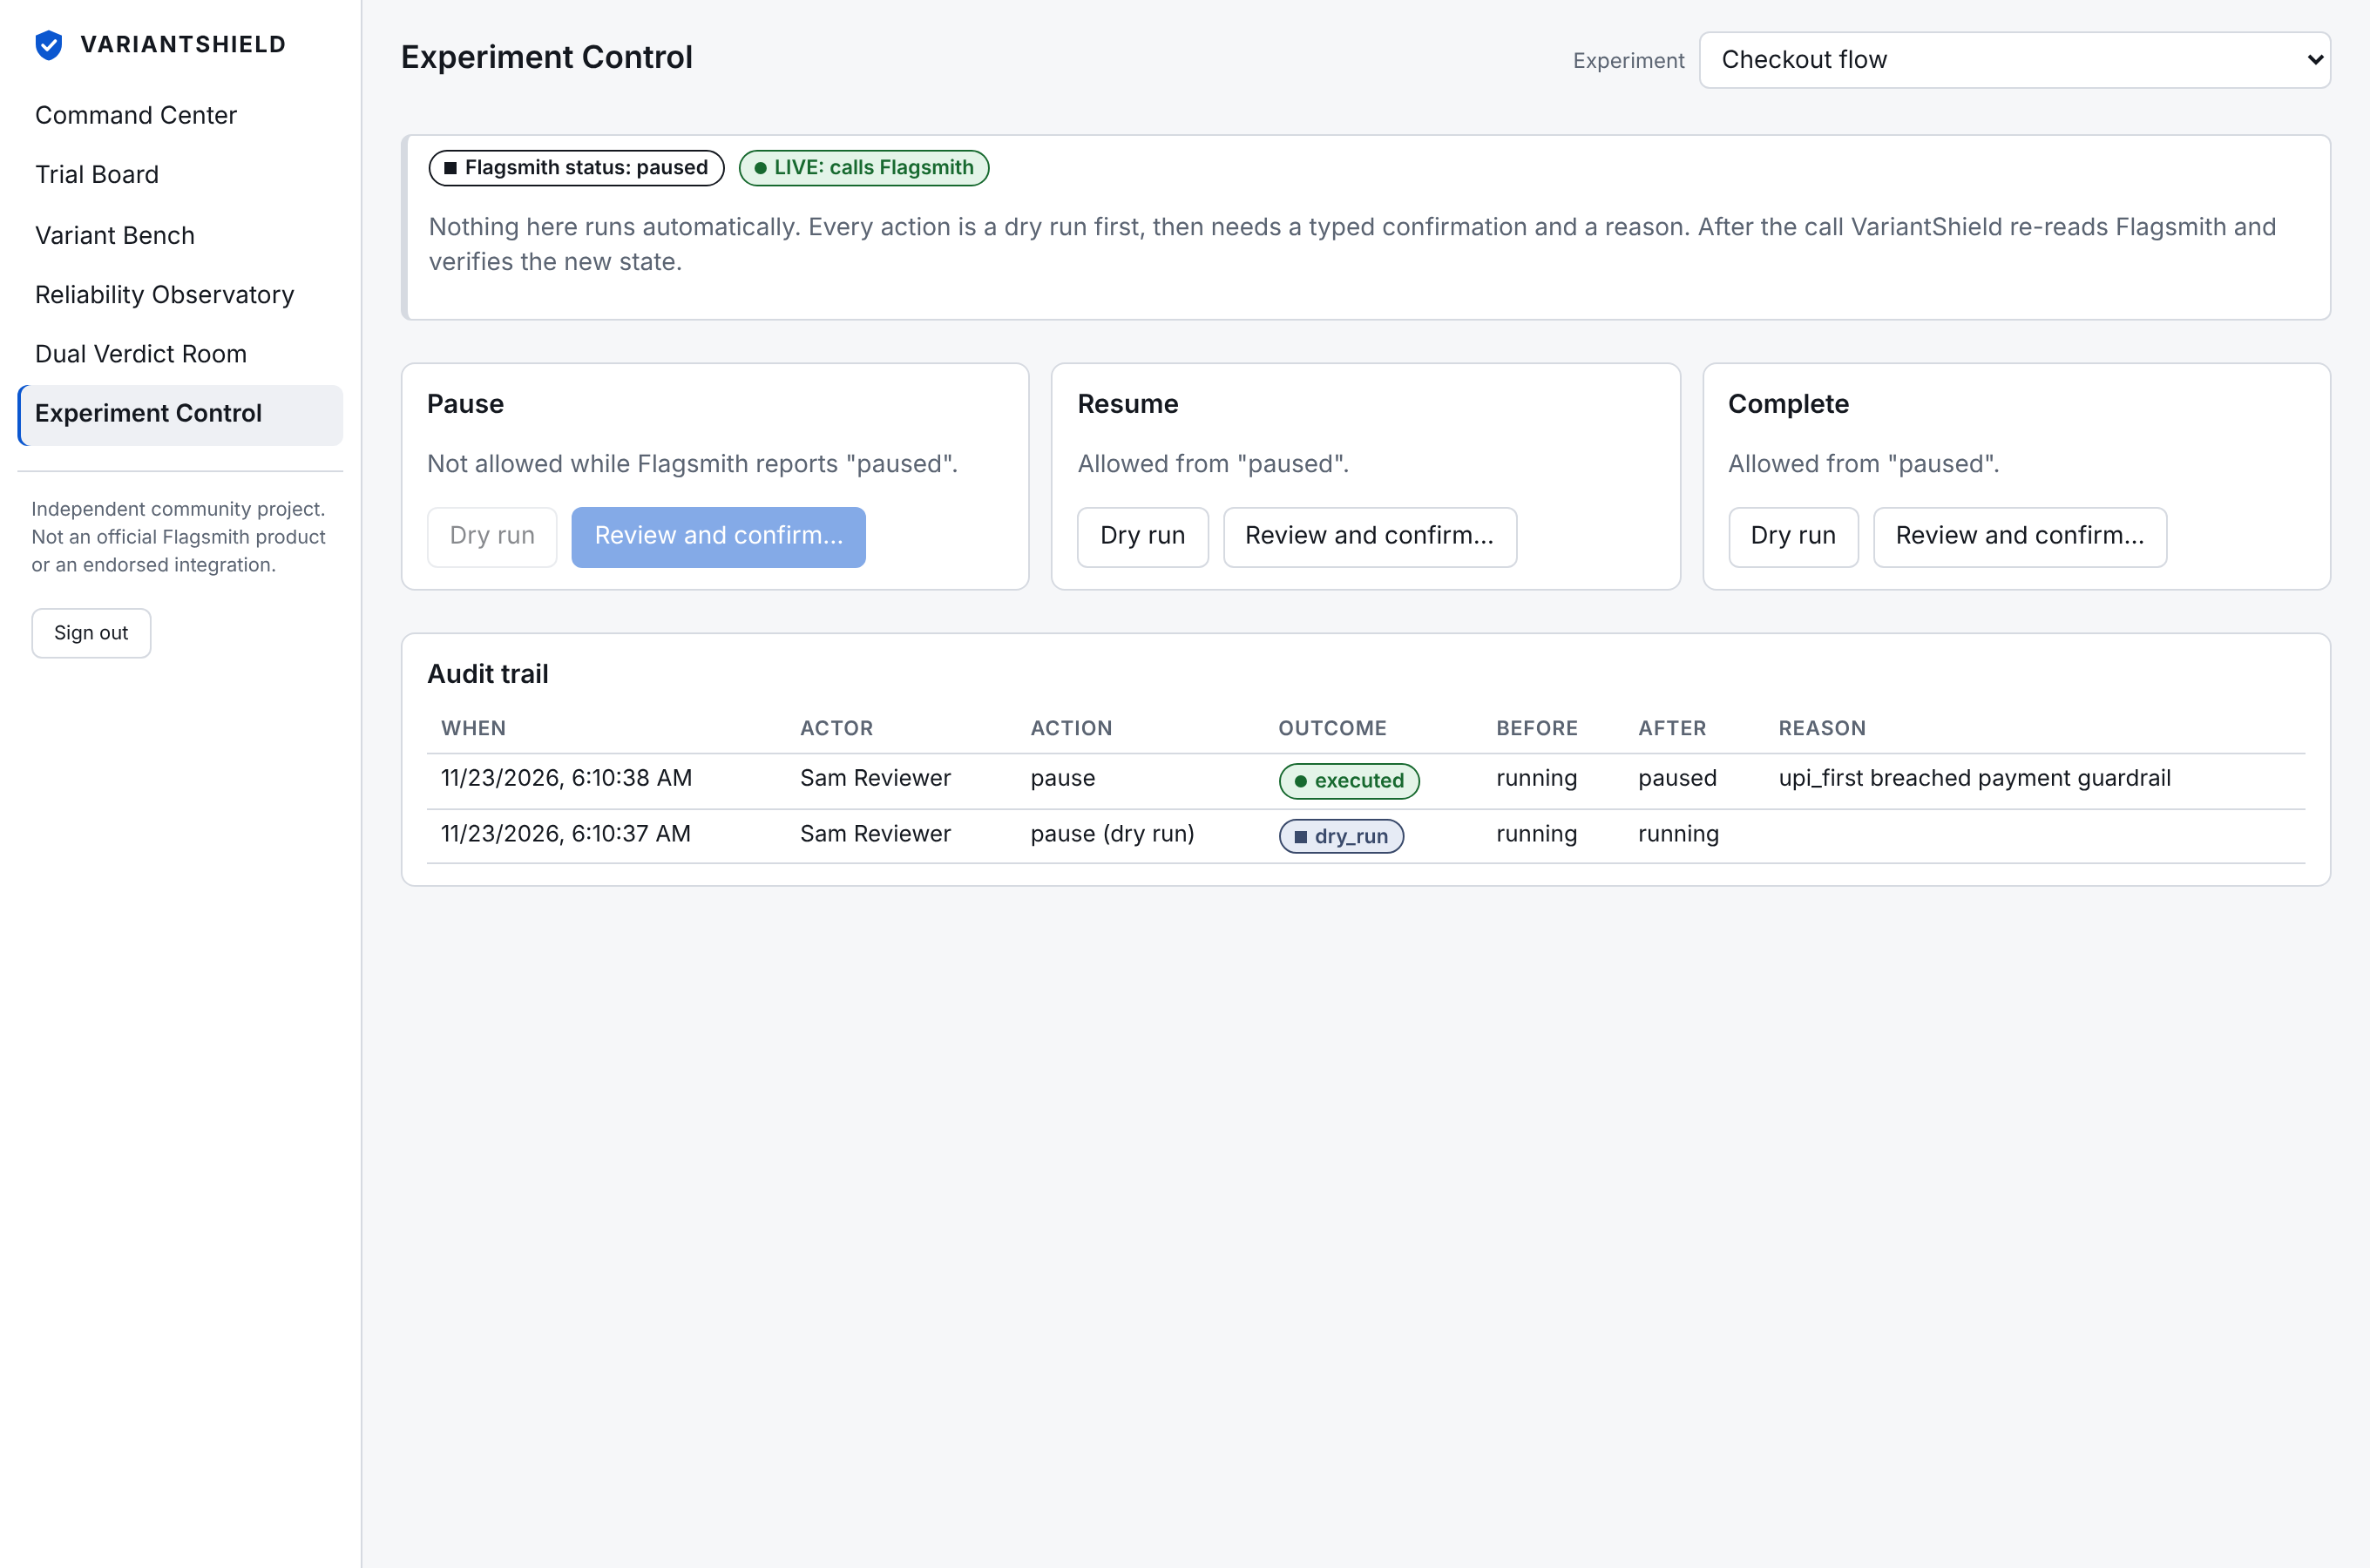 VARIANTSHIELD
Command Center
Trial Board
Variant Bench
Reliability Observatory
Dual Verdict Room
Experiment Control
Independent community project.
Not an official Flagsmith product
or an endorsed integration.
Sign out
Experiment Control
Experiment
Checkout flow
Flagsmith status: paused
LIVE: calls Flagsmith
Nothing here runs automatically. Every action is a dry run first, then needs a typed confirmation and a reason. After the call VariantShield re-reads Flagsmith and
verifies the new state.
Pause
Not allowed while Flagsmith reports "paused".
Dry run
Review and confirm...
Resume
Allowed from "paused".
Dry run
Review and confirm...
Complete
Allowed from "paused".
Dry run
Review and confirm...
Audit trail
WHEN ACTOR ACTION OUTCOME BEFORE AFTER REASON
11/23/2026, 6:10:38 AM Sam Reviewer pause executed running paused upi_first breached payment guardrail
11/23/2026, 6:10:37 AM Sam Reviewer pause (dry run) dry_run running running